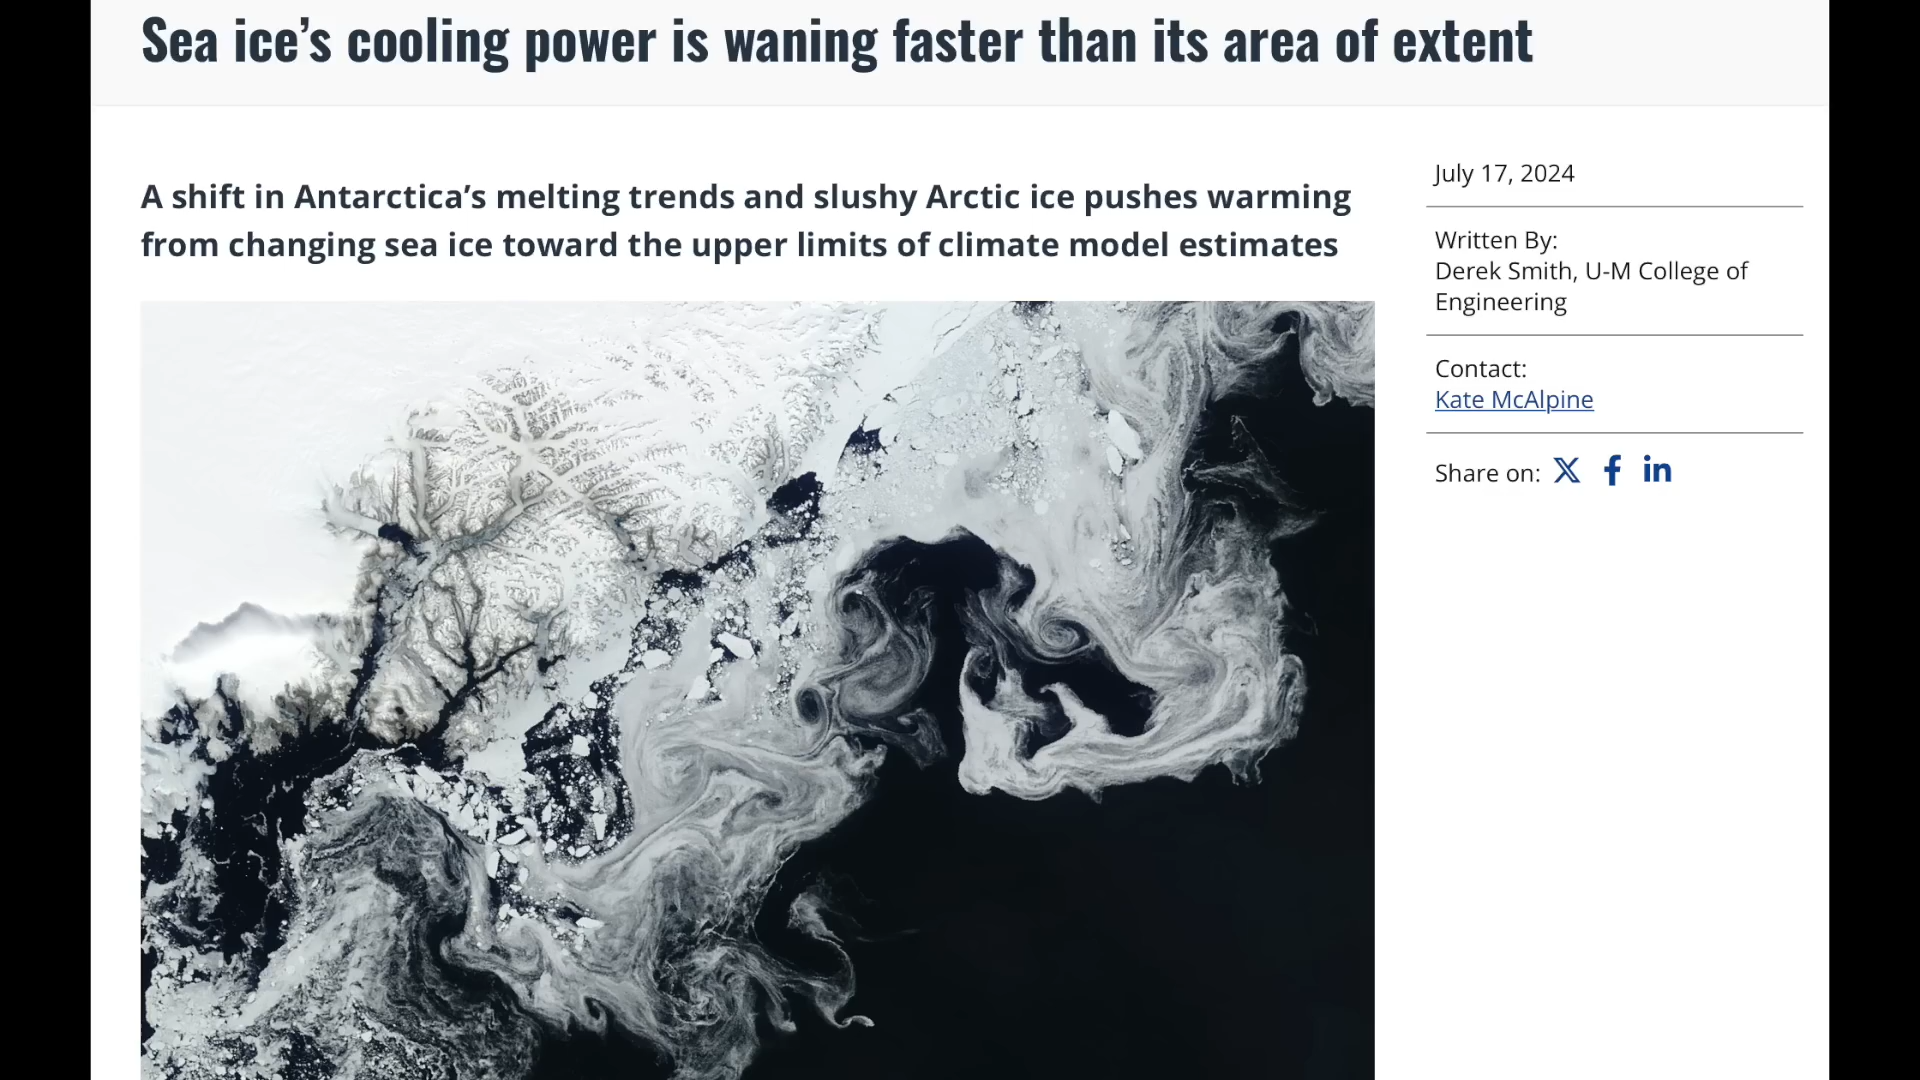 Sea ice’s cooling power is waning faster than its area of extent
A shift in Antarctica’s melting trends and slushy Arctic ice pushes warming
from changing sea ice toward the upper limits of climate model estimates
July 17, 2024
Written By:
Derek Smith, U-M College of
Engineering
Contact:
Kate McAlpine
Share on: